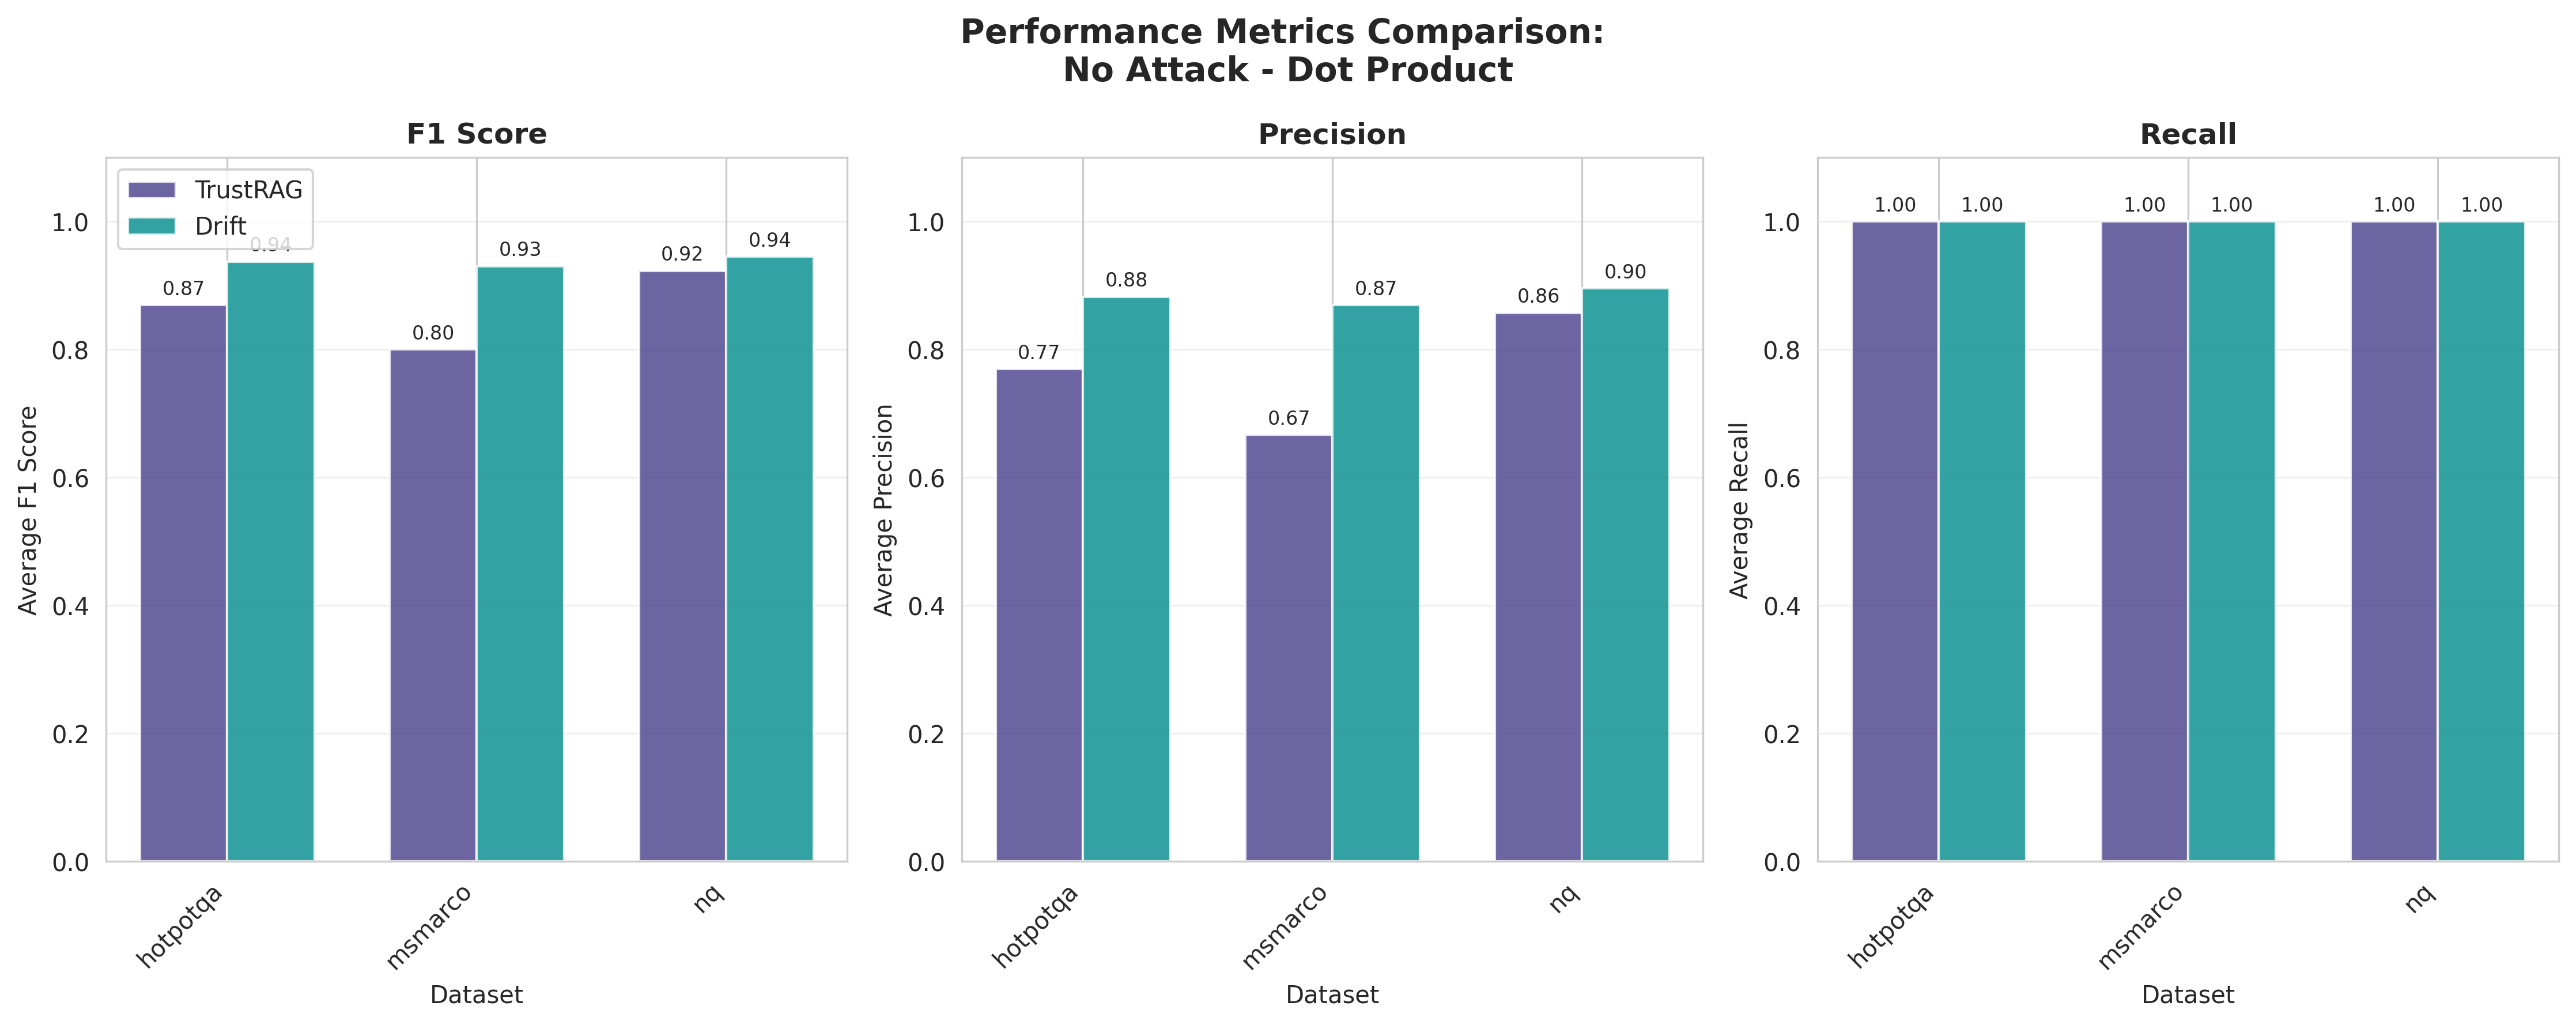 Performance Metrics Comparison:
No Attack - Dot Product
F1 Score
TrustRAG
Drift
0.87
0.94
0.80
0.93
0.92
0.94
1.0
0.8
0.6
0.4
0.2
0.0
Average F1 Score
hotpotqa
msmarco
nq
Dataset
Precision
0.77
0.88
0.67
0.87
0.86
0.90
1.0
0.8
0.6
0.4
0.2
0.0
Average Precision
hotpotqa
msmarco
nq
Dataset
Recall
1.00
1.00
1.00
1.00
1.00
1.00
1.0
0.8
0.6
0.4
0.2
0.0
Average Recall
hotpotqa
msmarco
nq
Dataset